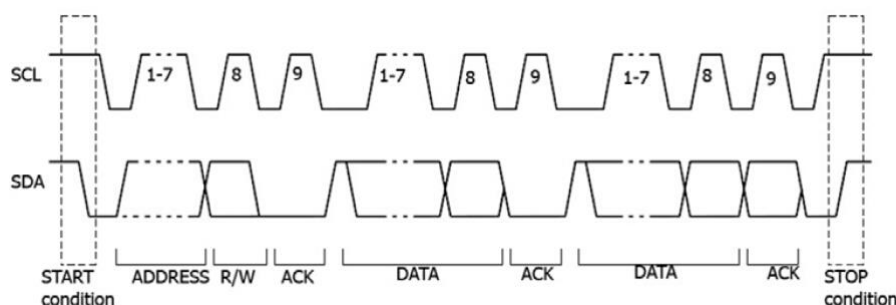 SCL 1-7 8 9 1-7 8 9 1-7 8 9
SDA
START condition
ADDRESS R/W ACK DATA ACK DATA ACK
STOP condition